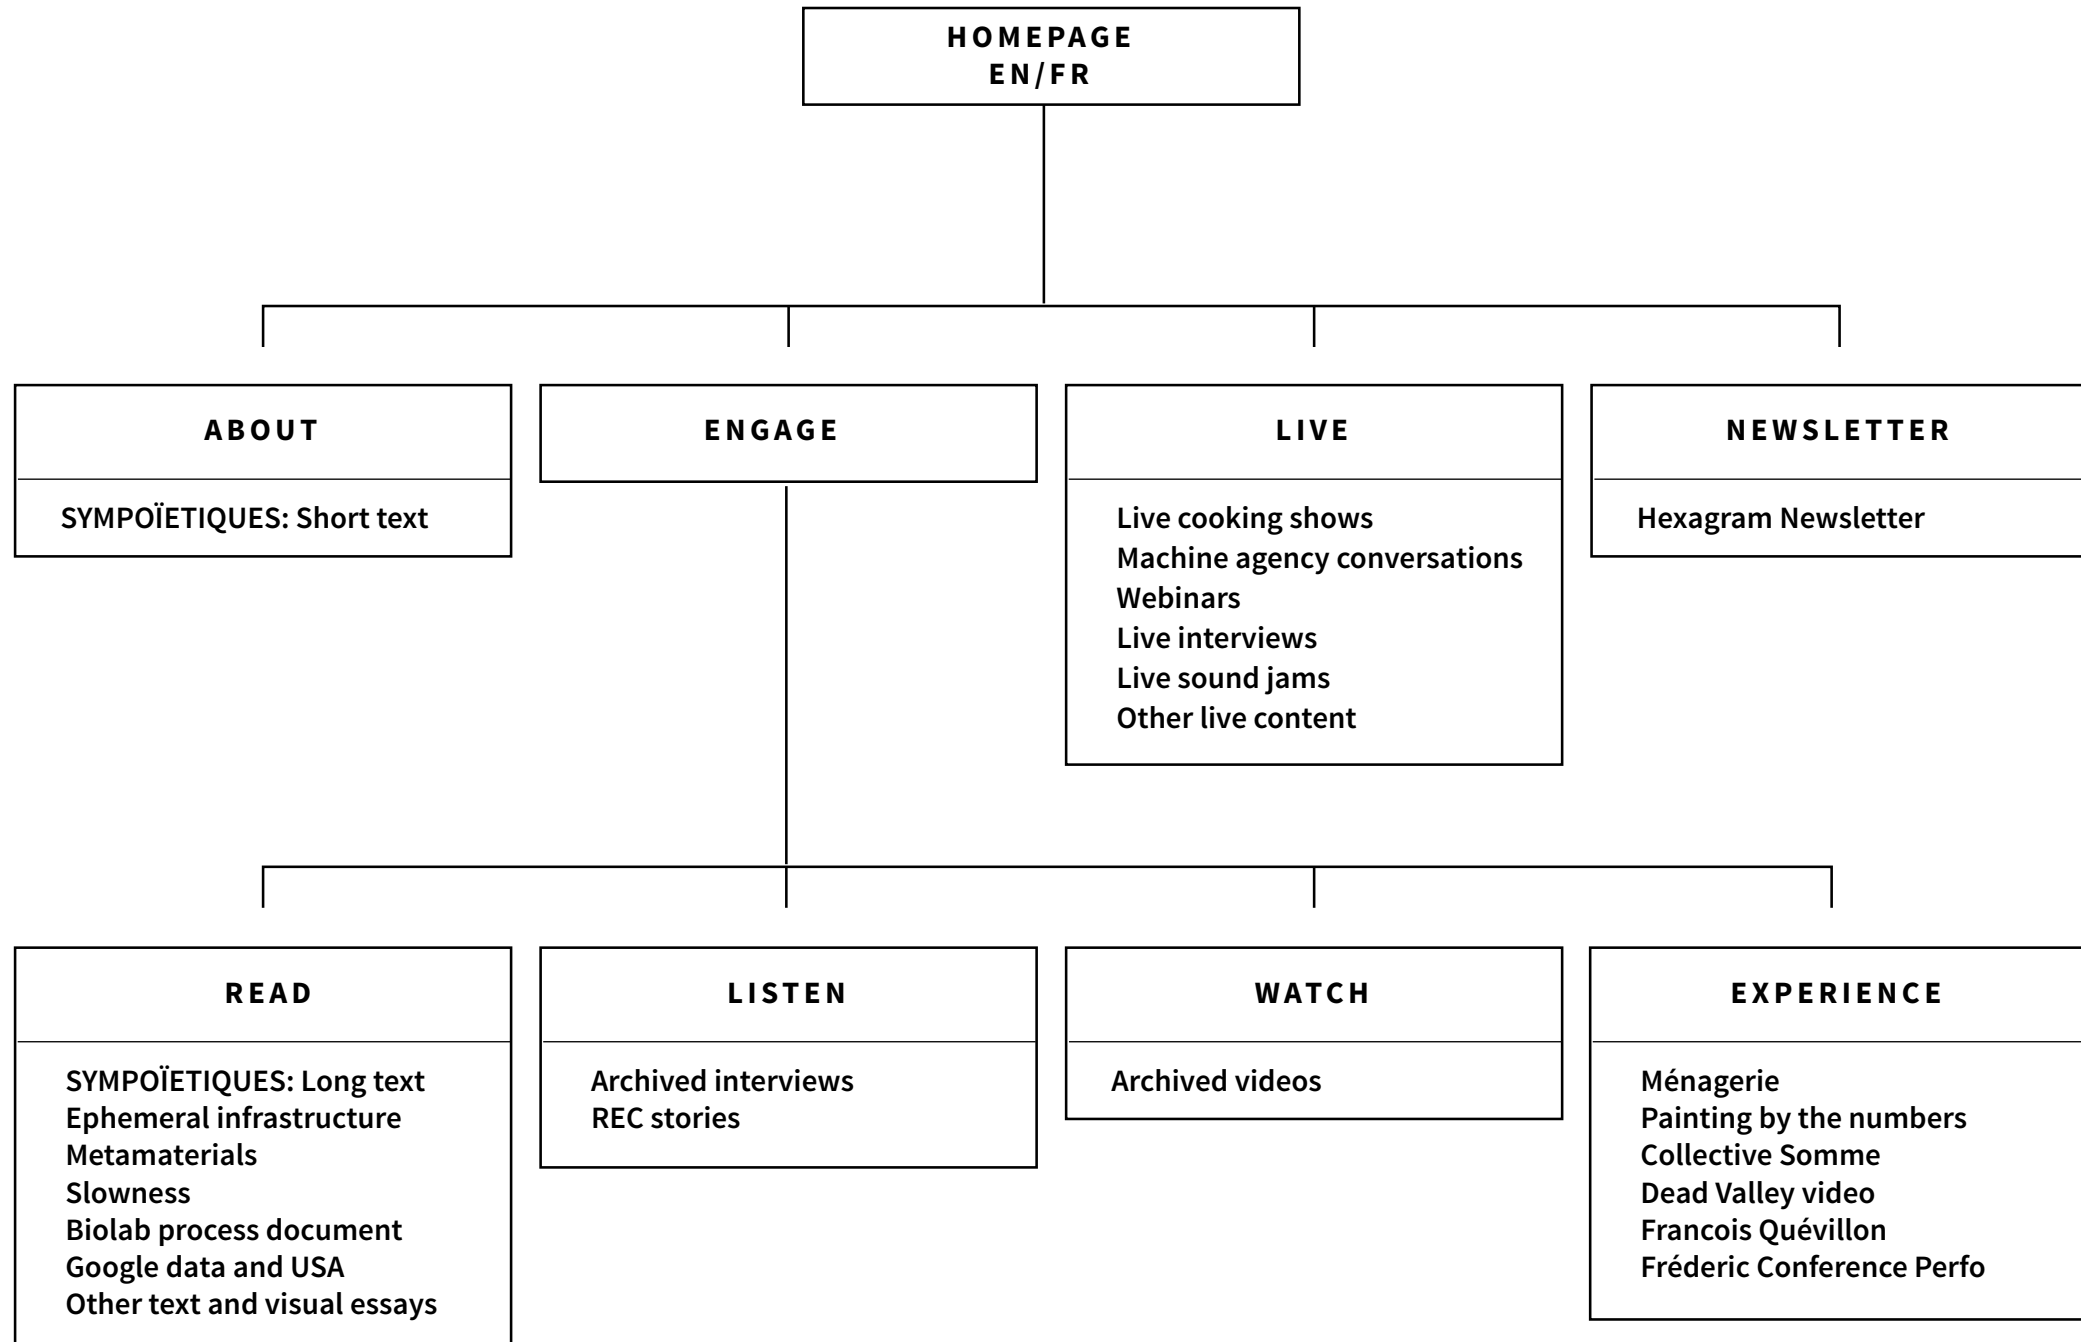 HOMEPAGE
EN/FR
ABOUT
SYMPOÏETIQUES: Short text
ENGAGE
LIVE
Live cooking shows
Machine agency conversations
Webinars
Live interviews
Live sound jams
Other live content
NEWSLETTER
Hexagram Newsletter
READ
SYMPOÏETIQUES: Long text
Ephemeral infrastructure
Metamaterials
Slowness
Biolab process document
Google data and USA
Other text and visual essays
LISTEN
Archived interviews
REC stories
WATCH
Archived videos
EXPERIENCE
Ménagerie
Painting by the numbers
Collective Somme
Dead Valley video
Francois Quévillon
Fréderic Conference Perfo